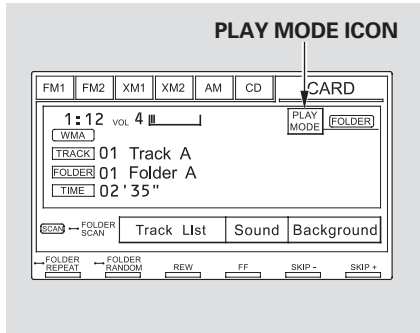 PLAY MODE ICON
FM1 FM2 XM1 XM2 AM CD CARD
1:12 VOL 4 PLAY MODE FOLDER
WMA
TRACK 01 Track A
FOLDER 01 Folder A
TIME 02'35"
SCAN FOLDER SCAN Track LIst Sound Background
FOLDER REPEAT FOLDER RANDOM REW FF SKIP - SKIP +